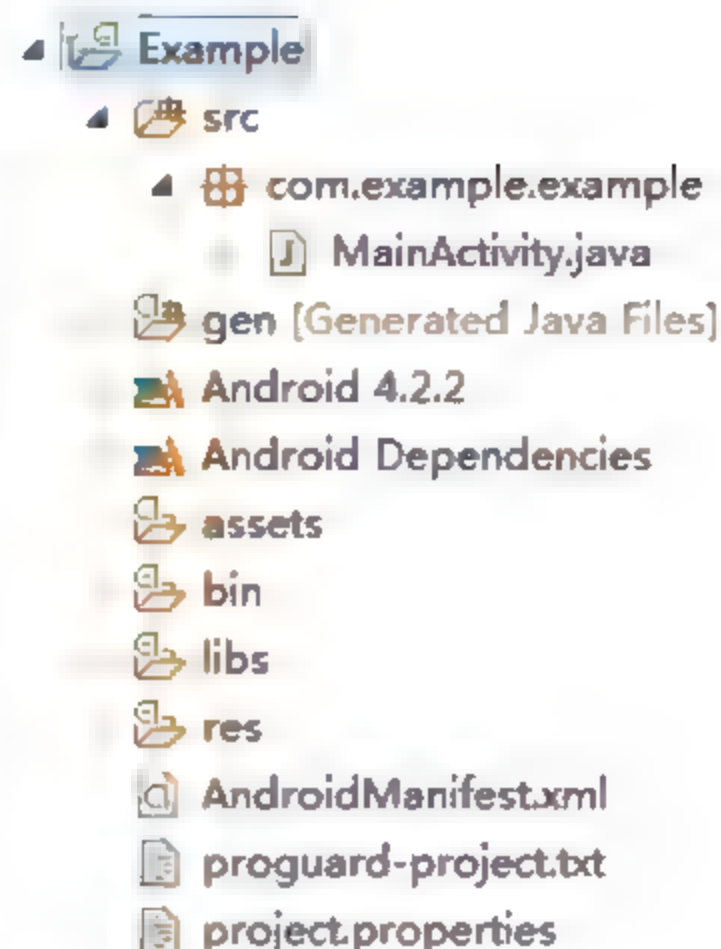 Example
src
com.example.example
MainActivity.java
gen [Generated Java Files]
Android 4.2.2
Android Dependencies
assets
bin
libs
res
AndroidManifest.xml
proguard-project.txt
project.properties